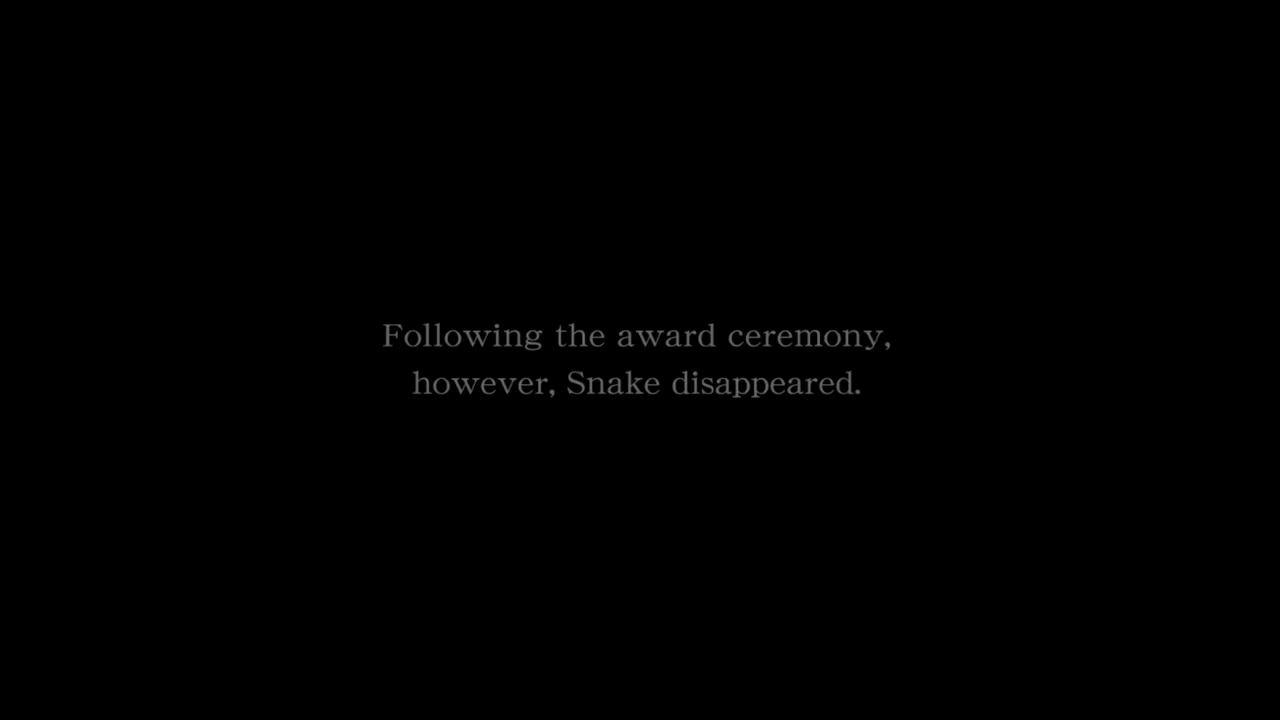 Following the award ceremony,
however, Snake disappeared.